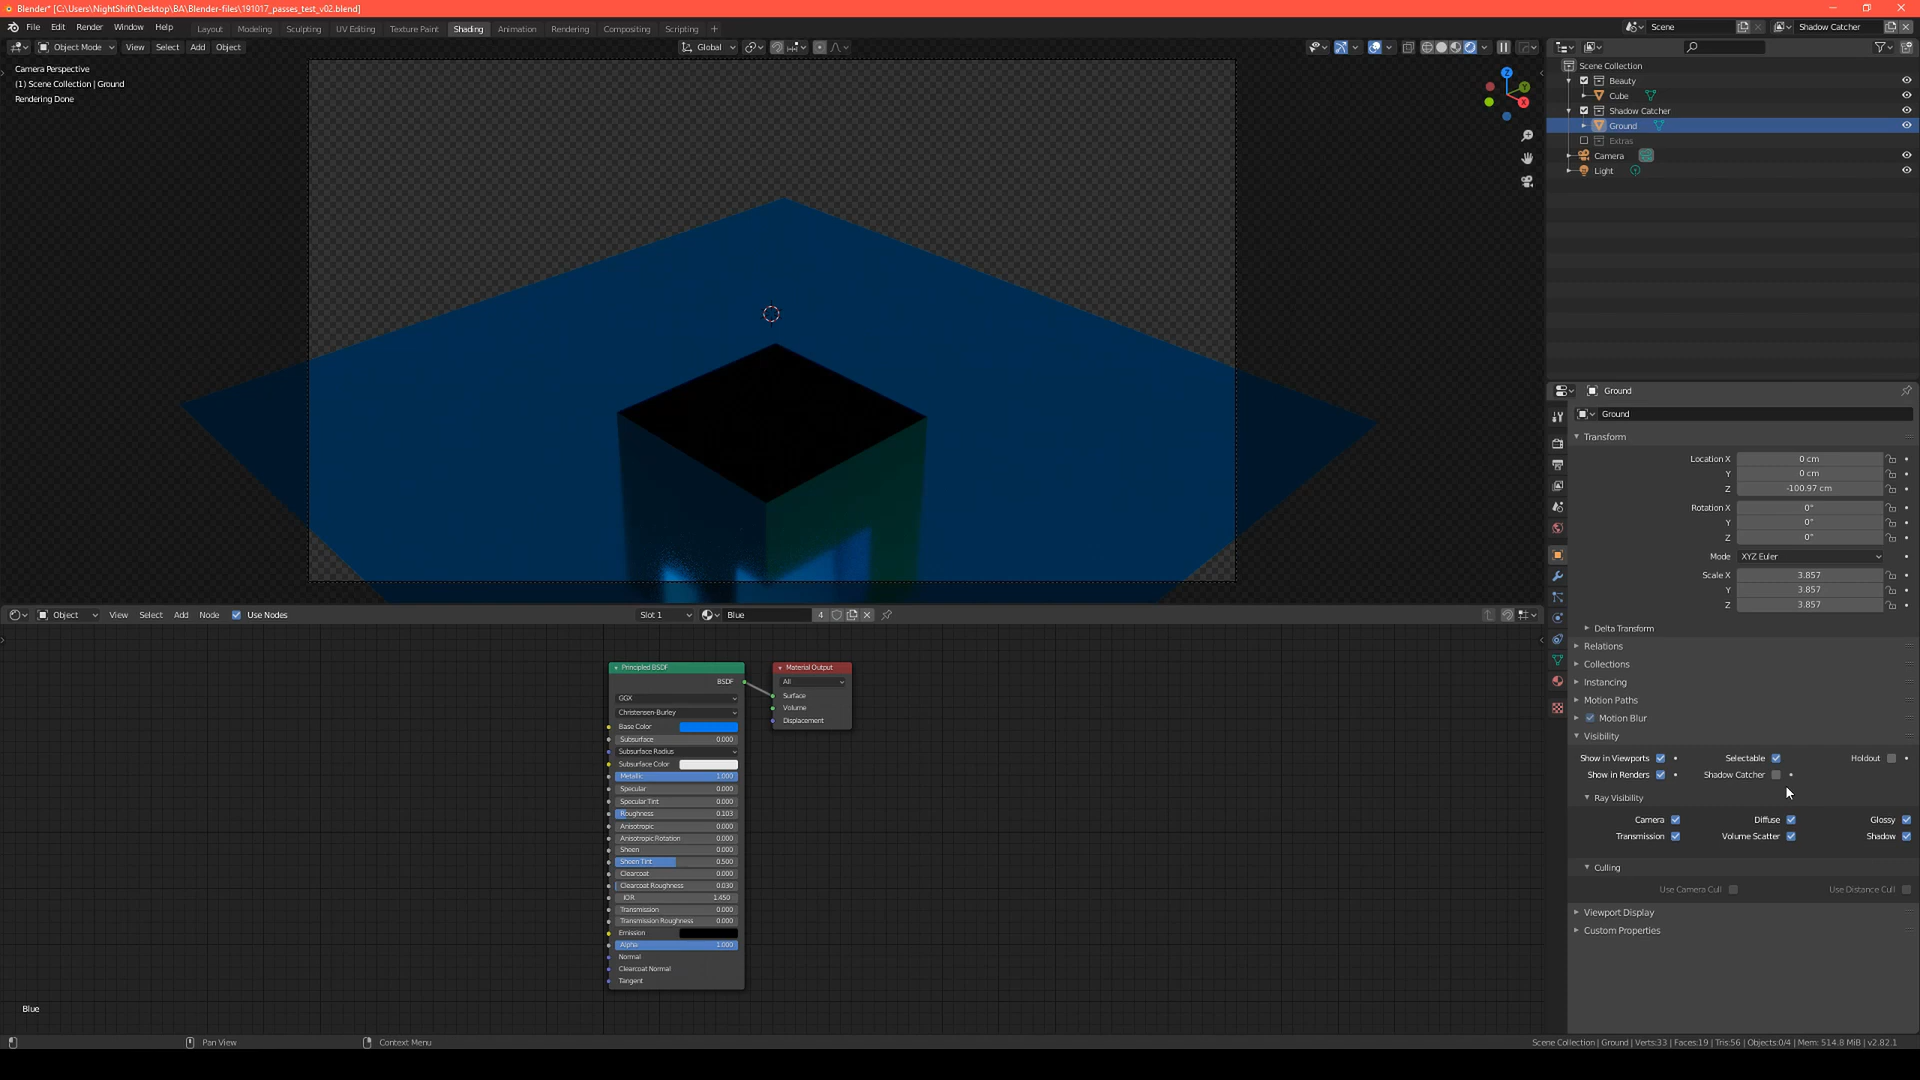 Blender* [C:\Users\NightShift\Desktop\BA\Blender-files\191017_passes_test_v02.blend]
File Edit Render Window Help
Layout Modeling Sculpting UV Editing Texture Paint Shading Animation Rendering Compositing Scripting +
Scene
Shadow Catcher
Object Mode View Select Add Object
Global
Camera Perspective
(1) Scene Collection | Ground
Rendering Done
Z
Y
X
Scene Collection
Beauty
Cube
Shadow Catcher
Ground
Extras
Camera
Light
Ground
Ground
Transform
Location X 0 cm
Y 0 cm
Z -100.97 cm
Rotation X 0°
Y 0°
Z 0°
Mode XYZ Euler
Scale X 3.857
Y 3.857
Z 3.857
Delta Transform
Relations
Collections
Instancing
Motion Paths
Motion Blur
Visibility
Show in Viewports Selectable Holdout
Show in Renders Shadow Catcher
Ray Visibility
Camera Diffuse Glossy
Transmission Volume Scatter Shadow
Culling
Use Camera Cull Use Distance Cull
Viewport Display
Custom Properties
Object View Select Add Node Use Nodes
Slot 1
Blue 4
Principled BSDF
BSDF
GGX
Christensen-Burley
Base Color
Subsurface 0.000
Subsurface Radius
Subsurface Color
Metallic 1.000
Specular 0.000
Specular Tint 0.000
Roughness 0.103
Anisotropic 0.000
Anisotropic Rotation 0.000
Sheen 0.000
Sheen Tint 0.500
Clearcoat 0.000
Clearcoat Roughness 0.030
IOR 1.450
Transmission 0.000
Transmission Roughness 0.000
Emission
Alpha 1.000
Normal
Clearcoat Normal
Tangent
Material Output
All
Surface
Volume
Displacement
Blue
Pan View
Context Menu
Scene Collection | Ground | Verts:33 | Faces:19 | Tris:56 | Objects:0/4 | Mem: 514.8 MiB | v2.82.1